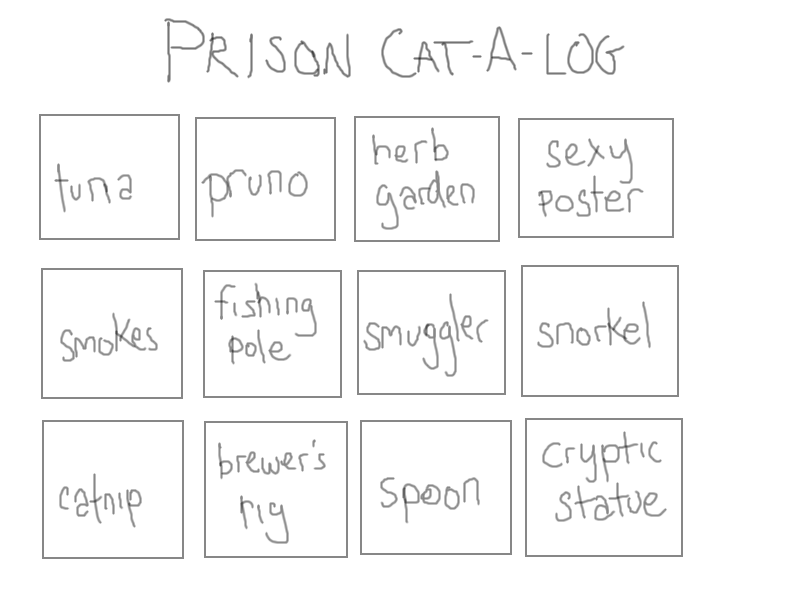 PRISON CAT-A-LOG
tuna
pruno
herb
garden
sexy
poster
smokes
fishing
pole
smuggler
snorkel
catnip
brewer's
rig
spoon
cryptic
statue